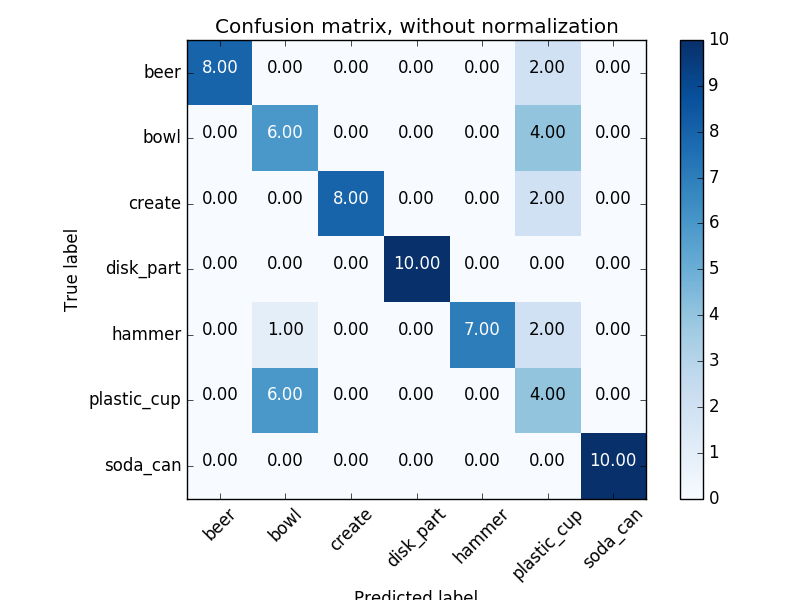 Confusion matrix, without normalization
beer 8.00 0.00 0.00 0.00 0.00 2.00 0.00
bowl 0.00 6.00 0.00 0.00 0.00 4.00 0.00
create 0.00 0.00 8.00 0.00 0.00 2.00 0.00
disk_part 0.00 0.00 0.00 10.00 0.00 0.00 0.00
hammer 0.00 1.00 0.00 0.00 7.00 2.00 0.00
plastic_cup 0.00 6.00 0.00 0.00 0.00 4.00 0.00
soda_can 0.00 0.00 0.00 0.00 0.00 0.00 10.00
True label
beer bowl create disk_part hammer plastic_cup soda_can
Predicted label
10
9
8
7
6
5
4
3
2
1
0